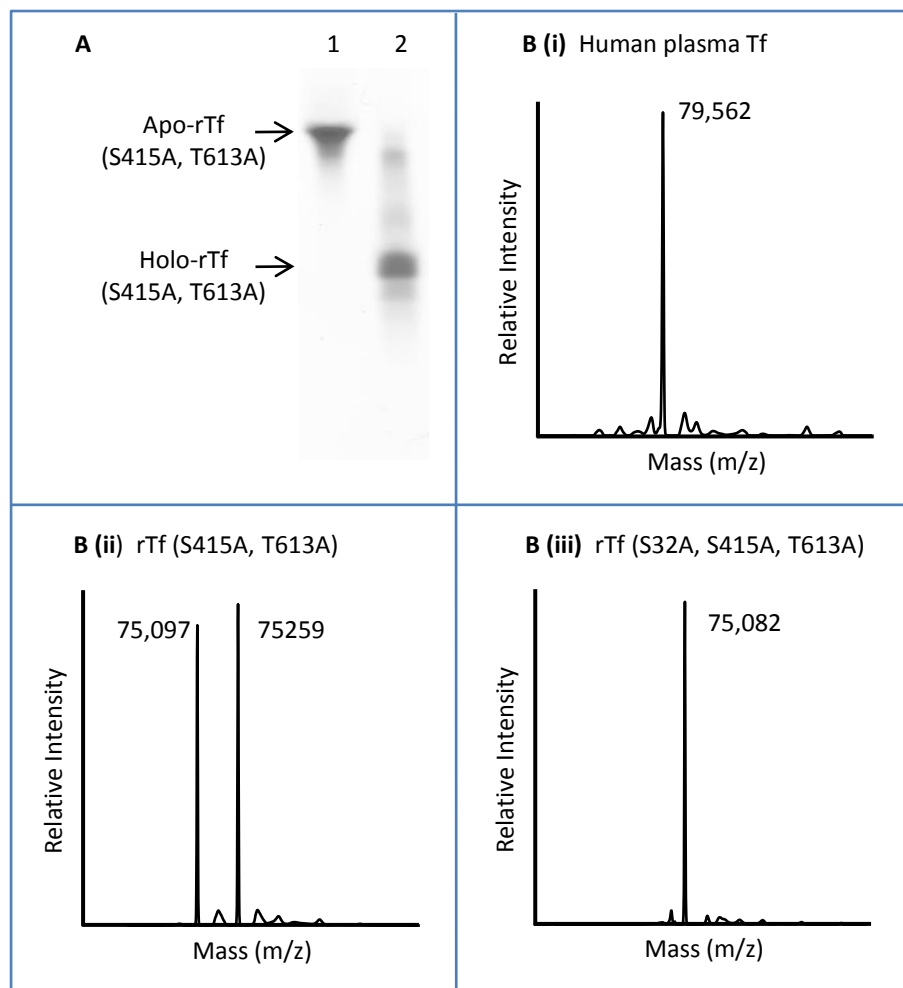 A
1 2
Apo-rTf
(S415A, T613A)
Holo-rTf
(S415A, T613A)
B (i) Human plasma Tf
79,562
Relative Intensity
Mass (m/z)
B (ii) rTf (S415A, T613A)
75,097
75259
Relative Intensity
Mass (m/z)
B (iii) rTf (S32A, S415A, T613A)
75,082
Relative Intensity
Mass (m/z)